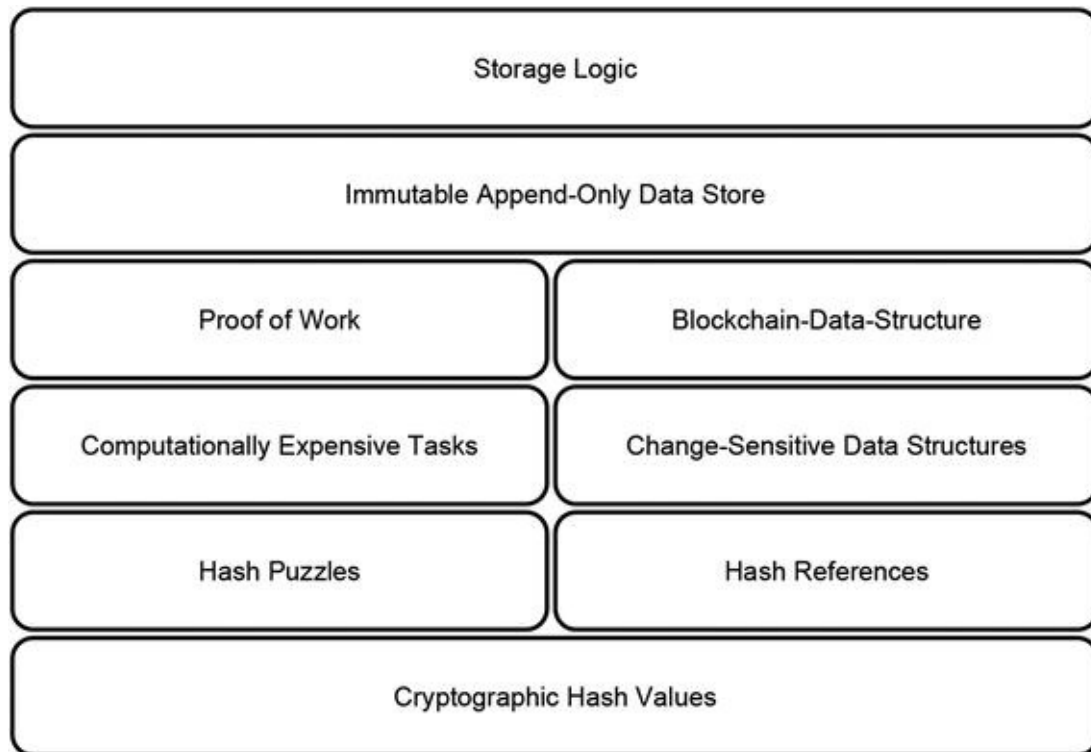 Storage Logic
Immutable Append-Only Data Store
Proof of Work
Blockchain-Data-Structure
Computationally Expensive Tasks
Change-Sensitive Data Structures
Hash Puzzles
Hash References
Cryptographic Hash Values